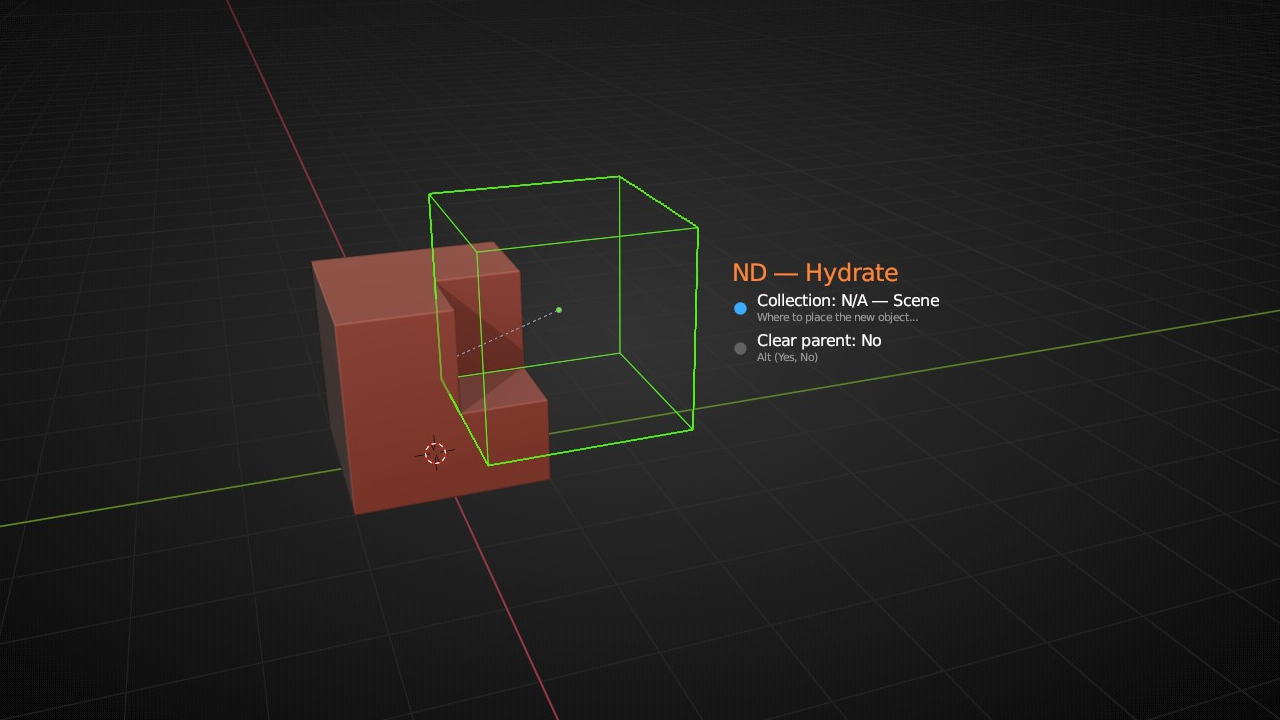 ND — Hydrate
Collection: N/A — Scene
Where to place the new object...
Clear parent: No
Alt (Yes, No)